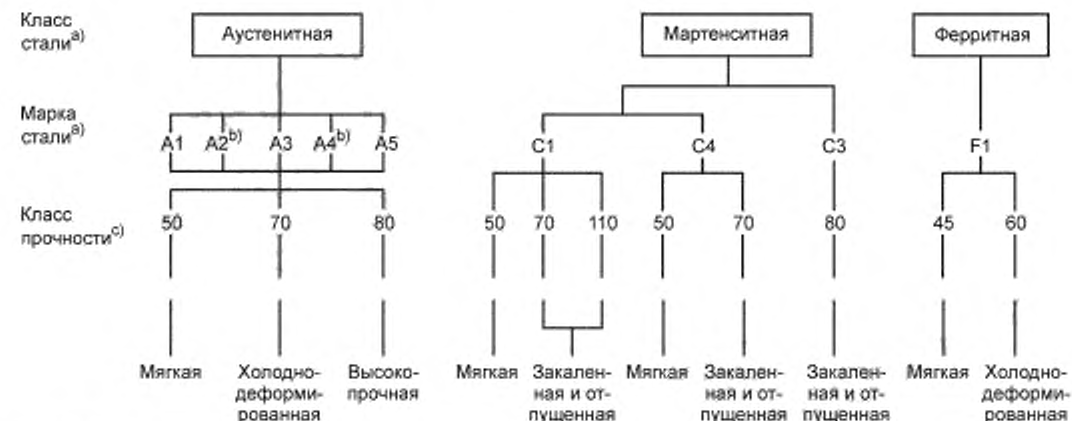 Класс
стали a)
Аустенитная
Мартенситная
Ферритная
Марка
стали a)
A1 A2 b) A3 A4 b) A5 C1 C4 C3 F1
Класс
прочности c)
50 70 80 50 70 110 50 70 80 45 60
Мягкая
Холодно-
деформи-
рованная
Высоко-
прочная
Мягкая
Закален-
ная и от-
пущенная
Мягкая
Закален-
ная и от-
пущенная
Закален-
ная и от-
пущенная
Мягкая
Холодно-
деформи-
рованная